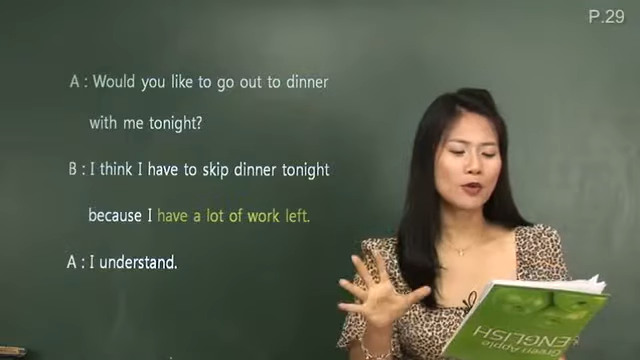 P.29
A : Would you like to go out to dinner
with me tonight?
B : I think I have to skip dinner tonight
because I have a lot of work left.
A : I understand.
Green Apple
ENGLISH